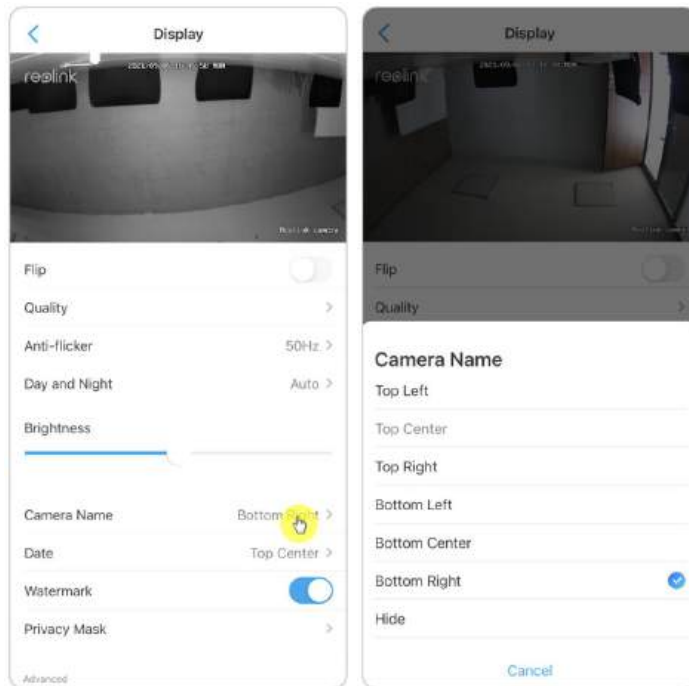 Display
reolink
Flip
Quality
Anti-flicker 50Hz
Day and Night Auto
Brightness
Camera Name Bottom Right
Date Top Center
Watermark
Privacy Mask
Advanced
Display
reolink
Flip
Quality
Camera Name
Top Left
Top Center
Top Right
Bottom Left
Bottom Center
Bottom Right
Hide
Cancel